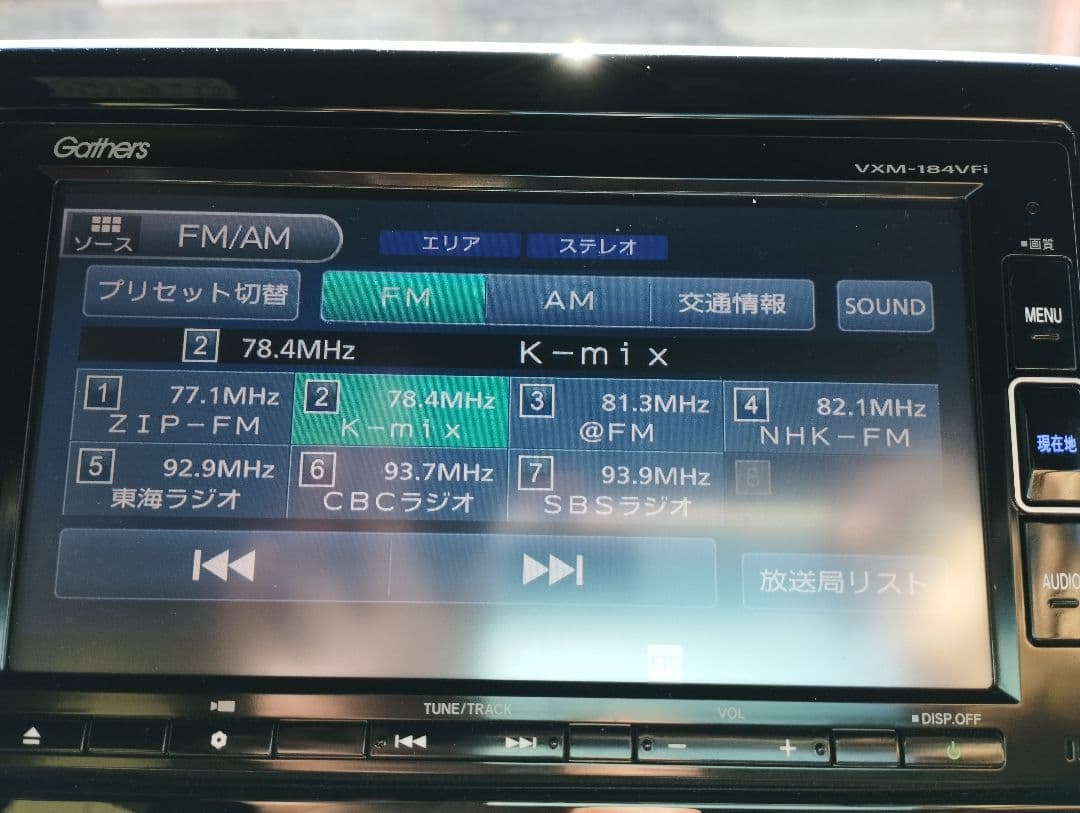 Gathers
VXM-184VFi
ソース FM/AM エリア ステレオ
■画質
プリセット切替 FM AM 交通情報 SOUND
MENU
2 78.4MHz K-mix
1 77.1MHz 2 78.4MHz 3 81.3MHz 4 82.1MHz
ZIP-FM K-mix @FM NHK-FM
現在地
5 92.9MHz 6 93.7MHz 7 93.9MHz 8
東海ラジオ CBCラジオ SBSラジオ
放送局リスト
AUDIO
TUNE/TRACK VOL ■DISP.OFF
− +